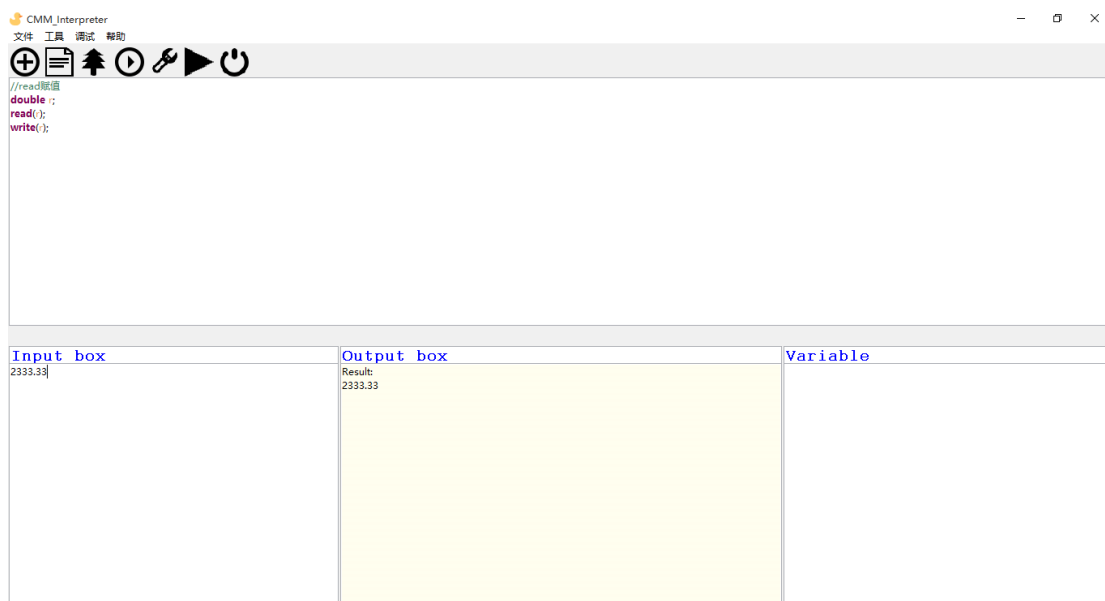 CMM_Interpreter
文件 工具 调试 帮助
//read赋值
double r;
read(r);
write(r);
Input box
Output box
Variable
2333.33
Result:
2333.33